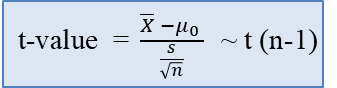 t-value = (X̅ − μ₀) / (s / √n) ~ t (n-1)